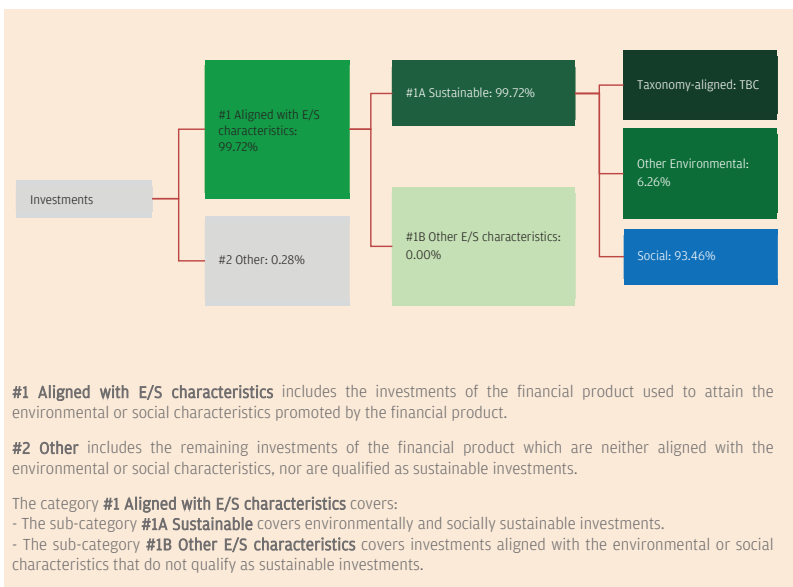 Investments
#1 Aligned with E/S
characteristics:
99.72%
#2 Other: 0.28%
#1A Sustainable: 99.72%
#1B Other E/S characteristics:
0.00%
Taxonomy-aligned: TBC
Other Environmental:
6.26%
Social: 93.46%
#1 Aligned with E/S characteristics includes the investments of the financial product used to attain the
environmental or social characteristics promoted by the financial product.
#2 Other includes the remaining investments of the financial product which are neither aligned with the
environmental or social characteristics, nor are qualified as sustainable investments.
The category #1 Aligned with E/S characteristics covers:
- The sub-category #1A Sustainable covers environmentally and socially sustainable investments.
- The sub-category #1B Other E/S characteristics covers investments aligned with the environmental or social
characteristics that do not qualify as sustainable investments.